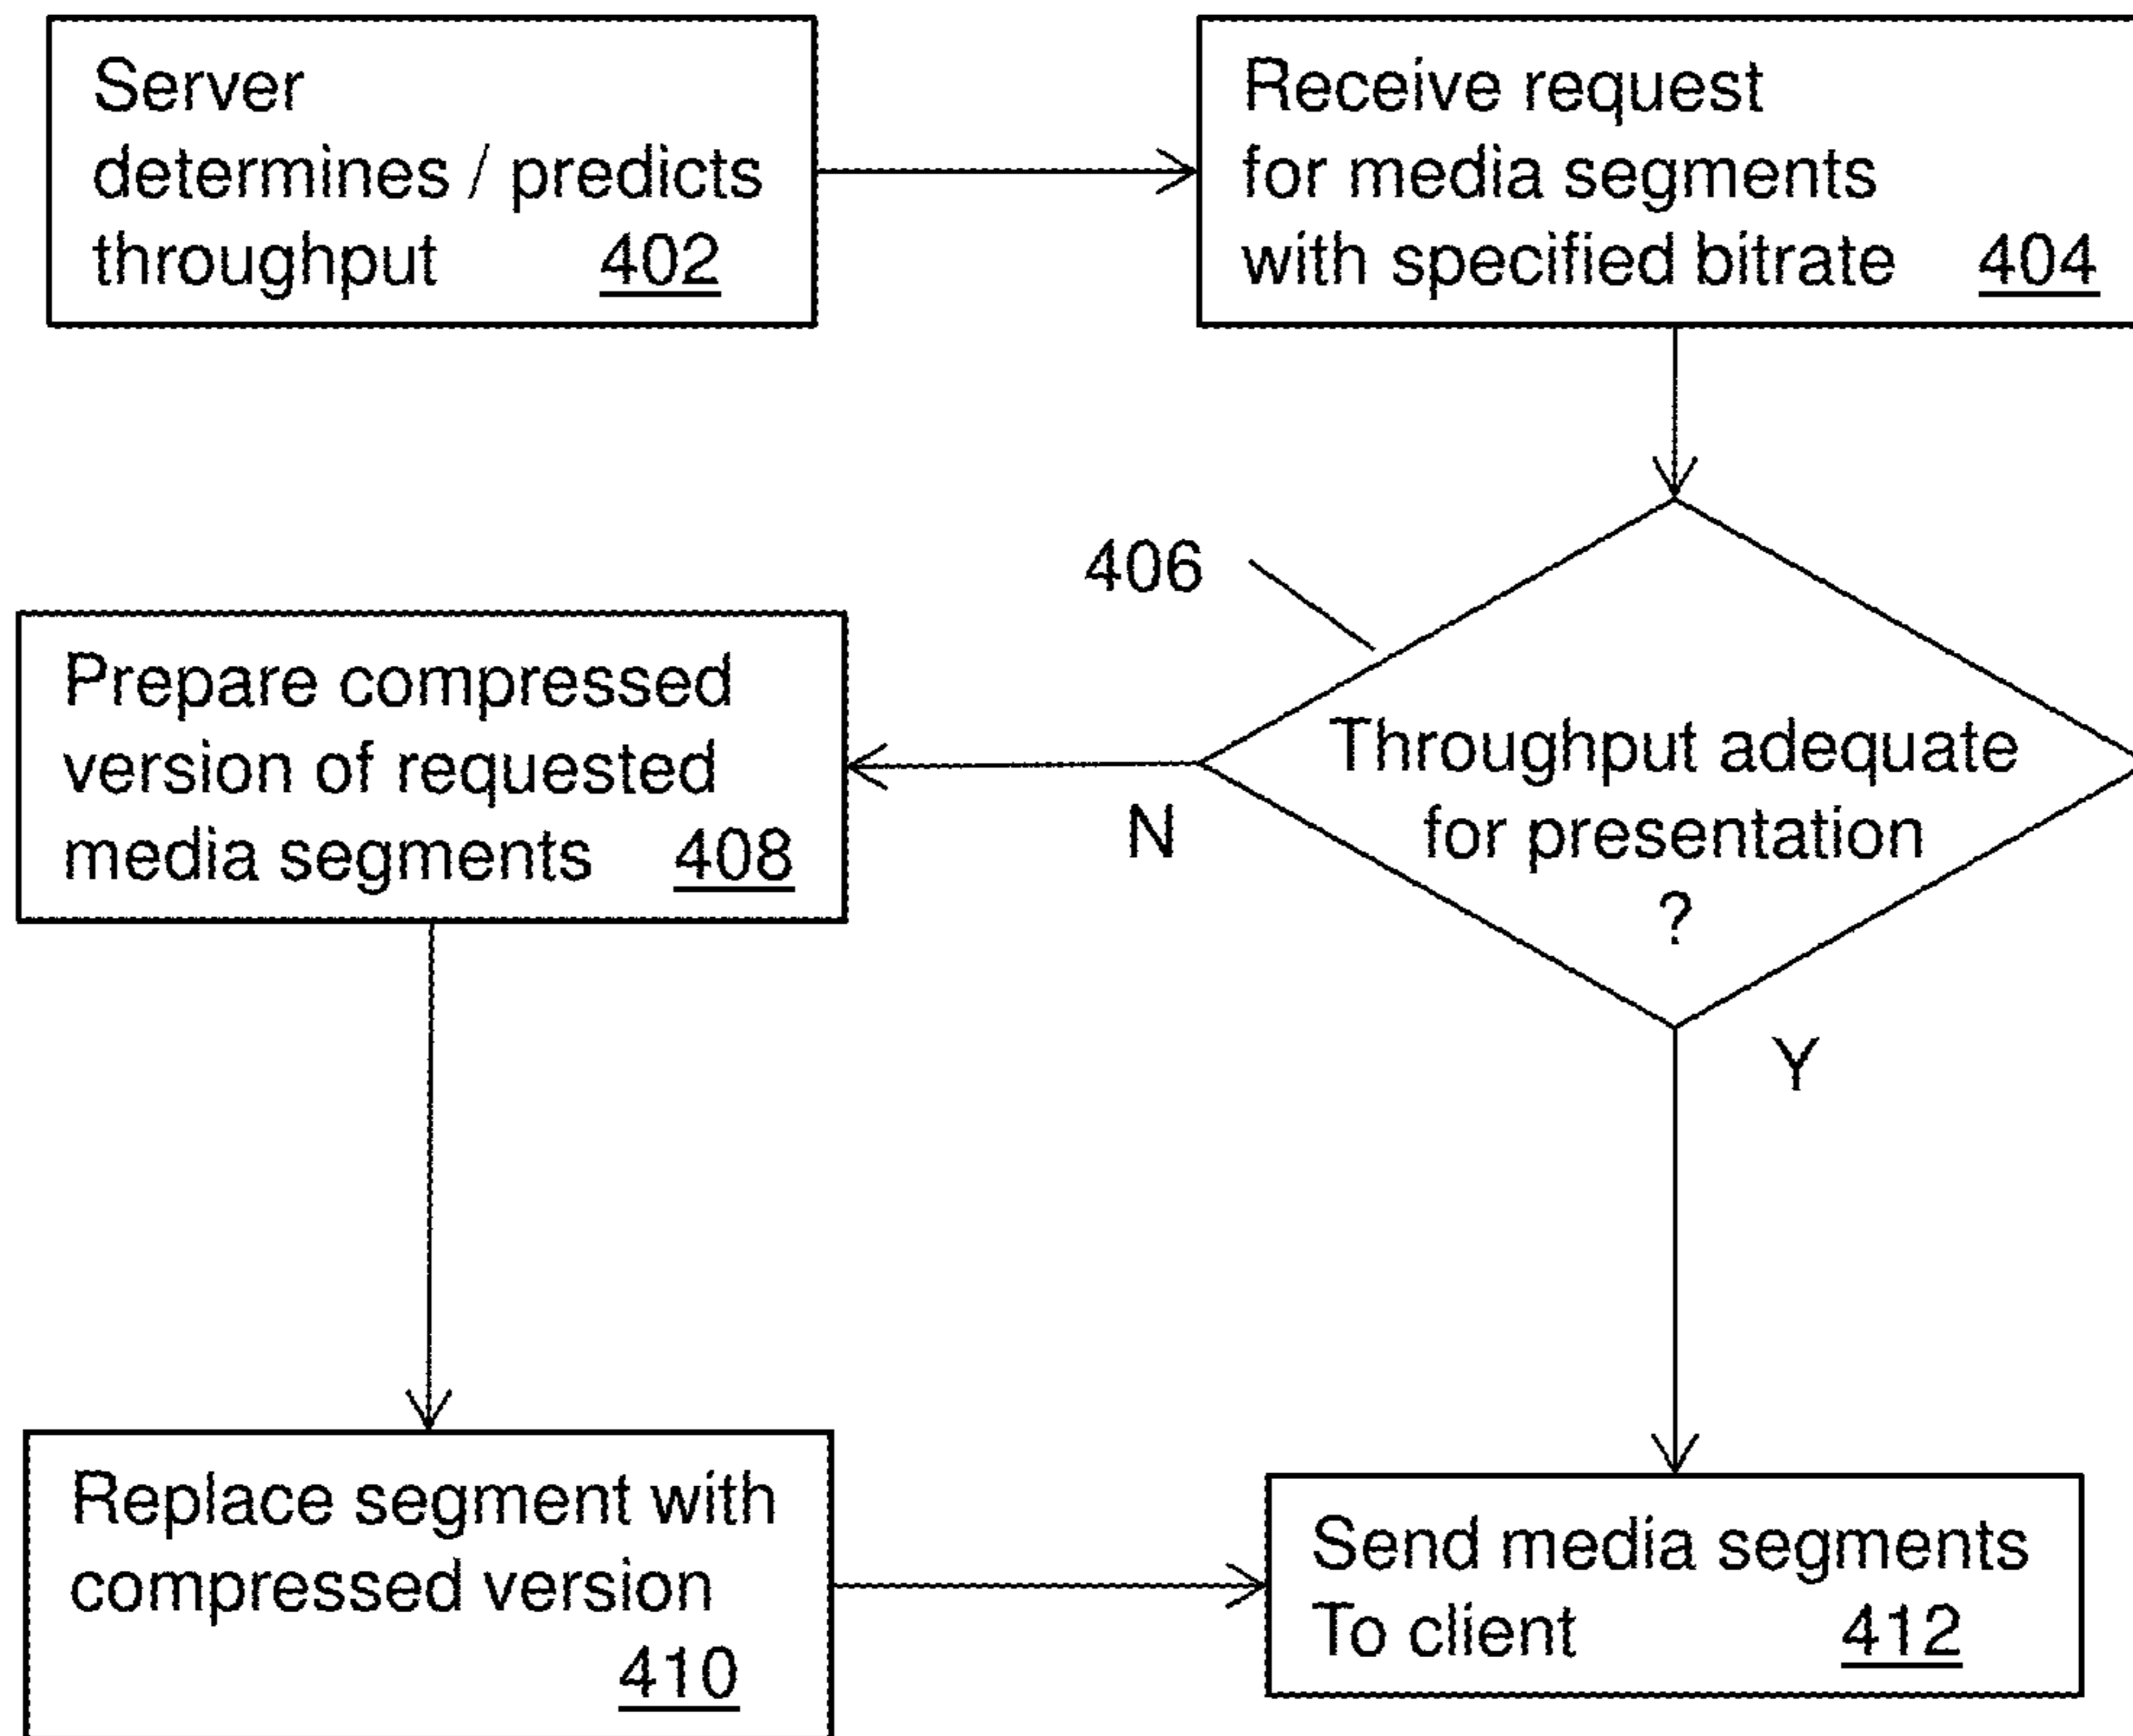 Server
determines / predicts
throughput 402
Receive request
for media segments
with specified bitrate 404
406
Throughput adequate
for presentation
?
N
Y
Prepare compressed
version of requested
media segments 408
Replace segment with
compressed version
410
Send media segments
To client 412